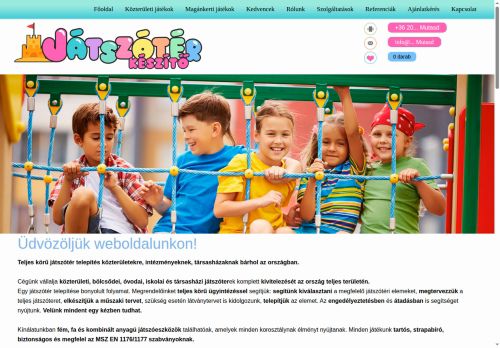 Főoldal Közterületi játékok Magánkerti játékok Kedvencek Rólunk Szolgáltatások Referenciák Ajánlatkérés Kapcsolat
JÁTSZÓTÉR
KÉSZÍTŐ
+36 20... Mutasd
tele@... Mutasd
0 darab
Üdvözöljük weboldalunkon!
Teljes körű játszótér telepítés közterületekre, intézményeknek, társasházaknak bárhol az országban.
Cégünk vállalja közterületi, bölcsődei, óvodai, iskolai és társasházi játszóterek komplett kivitelezését az ország teljes területén.
Egy játszótér telepítése bonyolult folyamat. Megrendelőinket teljes körű ügyintézéssel segítjük: segítünk kiválasztani a megfelelő játszótéri elemeket, megtervezzük a
teljes játszóteret, elkészítjük a műszaki tervet, szükség esetén látványtervet is kidolgozunk, telepítjük az elemet. Az engedélyeztetésben és átadásban is segítséget
nyújtunk. Velünk mindent egy kézben tudhat.
Kínálatunkban fém, fa és kombinált anyagú játszóeszközök találhatóak, amelyek minden korosztálynak élményt nyújtanak. Minden játékunk tartós, strapabíró,
biztonságos és megfelel az MSZ EN 1176/1177 szabványoknak.